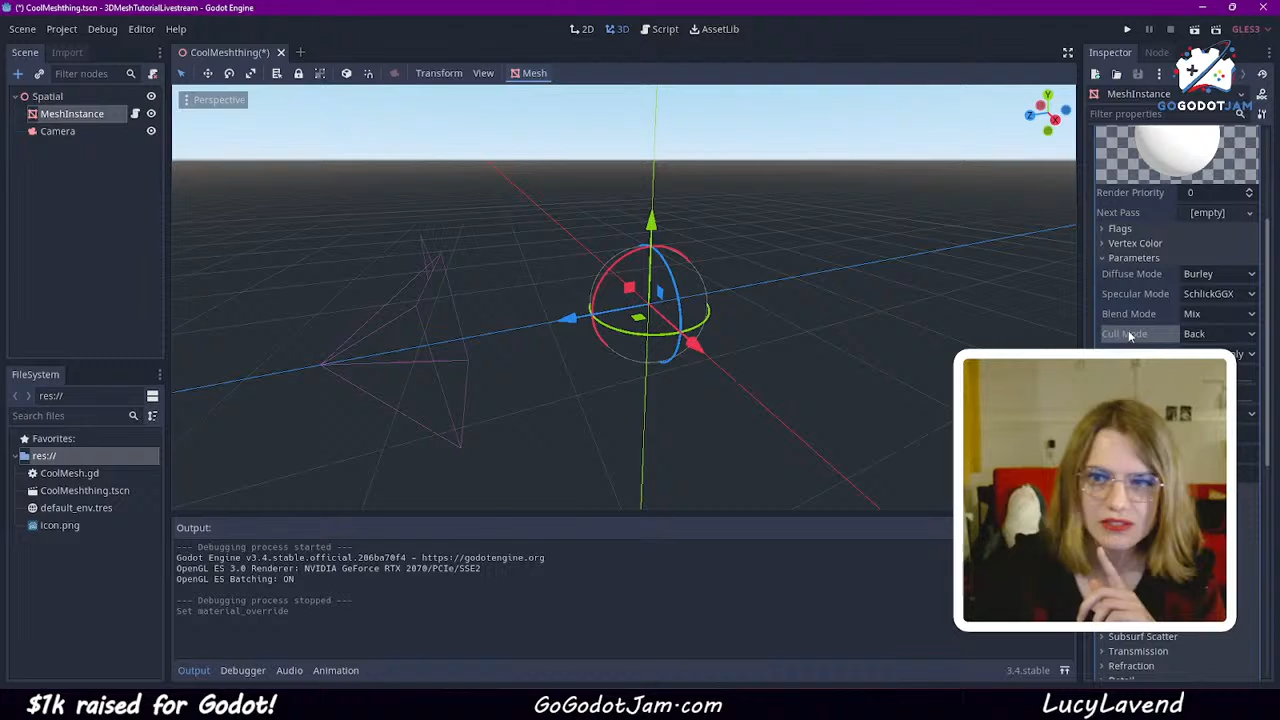 (*) CoolMeshthing.tscn - 3DMeshTutorialLivestream - Godot Engine
Scene Project Debug Editor Help
2D 3D Script AssetLib
GLES3
Scene Import
CoolMeshthing(*)
Inspector Node
Filter nodes
Transform View Mesh
Spatial
MeshInstance
Camera
Perspective
Y
Z
X
MeshInstance
GOGODOTJAM
Filter properties
Render Priority 0
Next Pass [empty]
Flags
Vertex Color
Parameters
Diffuse Mode Burley
Specular Mode SchlickGGX
Blend Mode Mix
Cull Mode Back
FileSystem
res://
Search files
Favorites:
res://
CoolMesh.gd
CoolMeshthing.tscn
default_env.tres
icon.png
Output:
--- Debugging process started ---
Godot Engine v3.4.stable.official.206ba70f4 - https://godotengine.org
OpenGL ES 3.0 Renderer: NVIDIA GeForce RTX 2070/PCIe/SSE2
OpenGL ES Batching: ON
--- Debugging process stopped ---
Set material_override
Subsurf Scatter
Transmission
Refraction
Output Debugger Audio Animation
3.4.stable
$1k raised for Godot!
GoGodotJam.com
LucyLavend